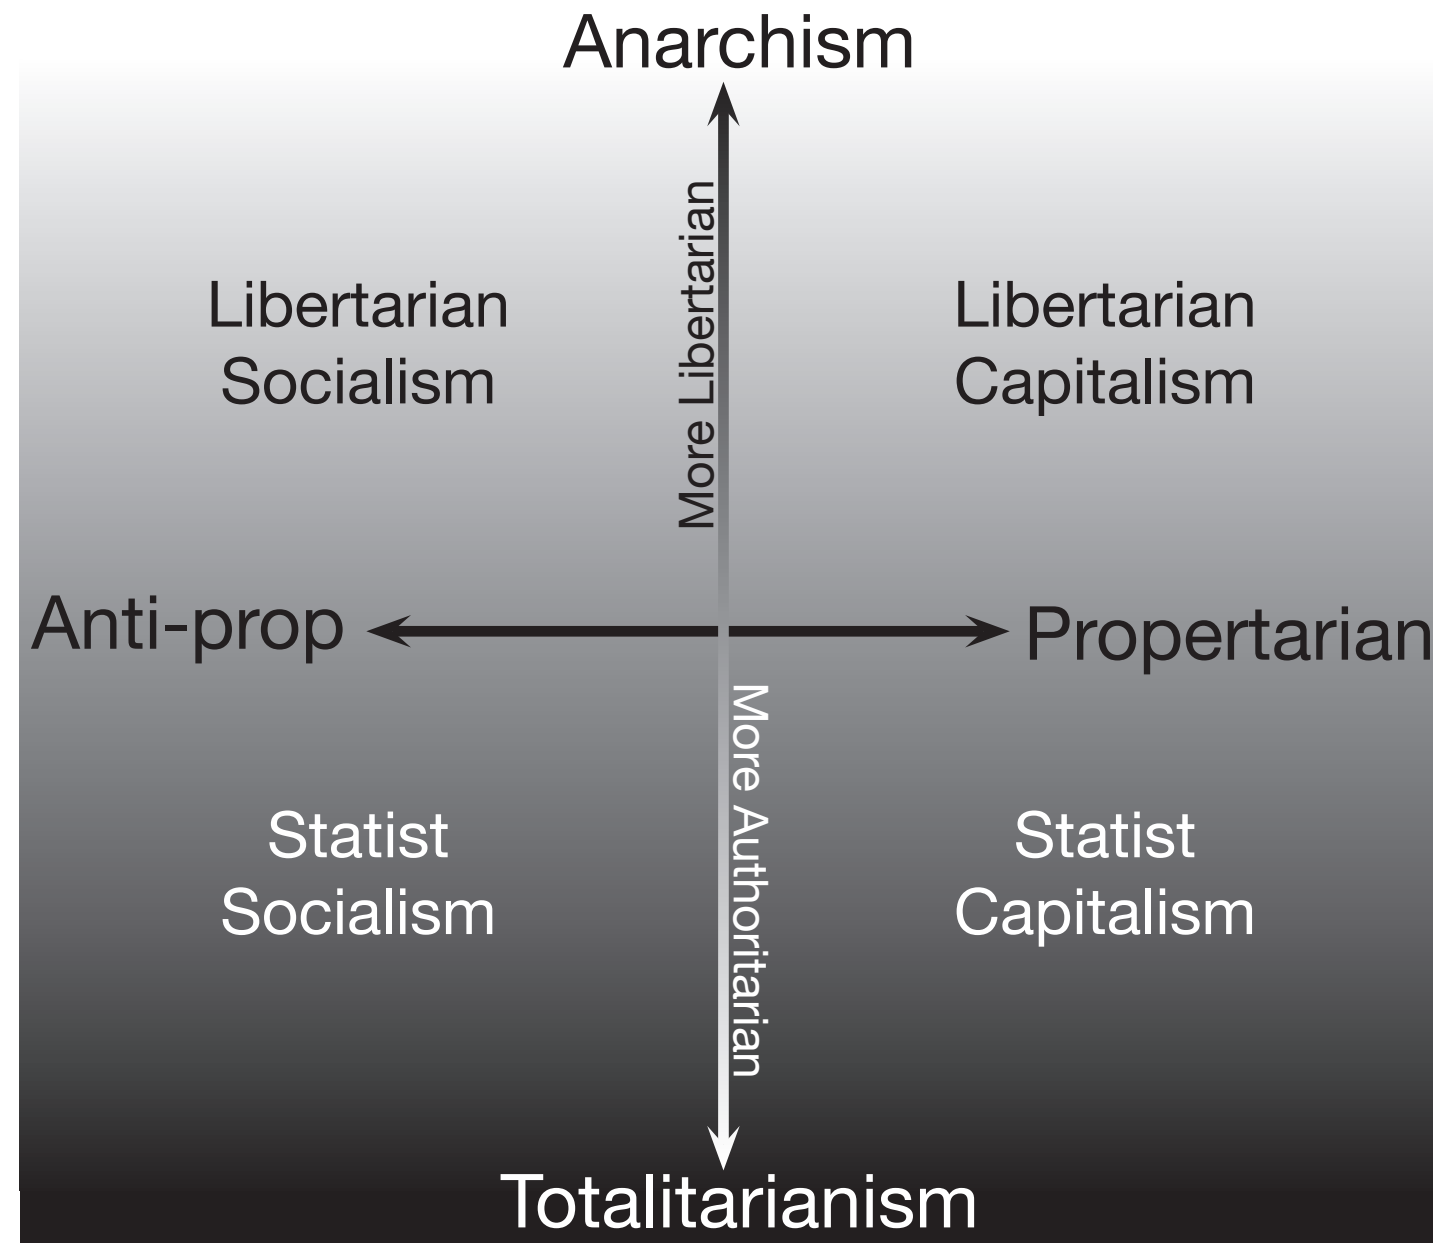 Anarchism
More Libertarian
Libertarian
Socialism
Libertarian
Capitalism
Anti-prop
Propertarian
More Authoritarian
Statist
Socialism
Statist
Capitalism
Totalitarianism